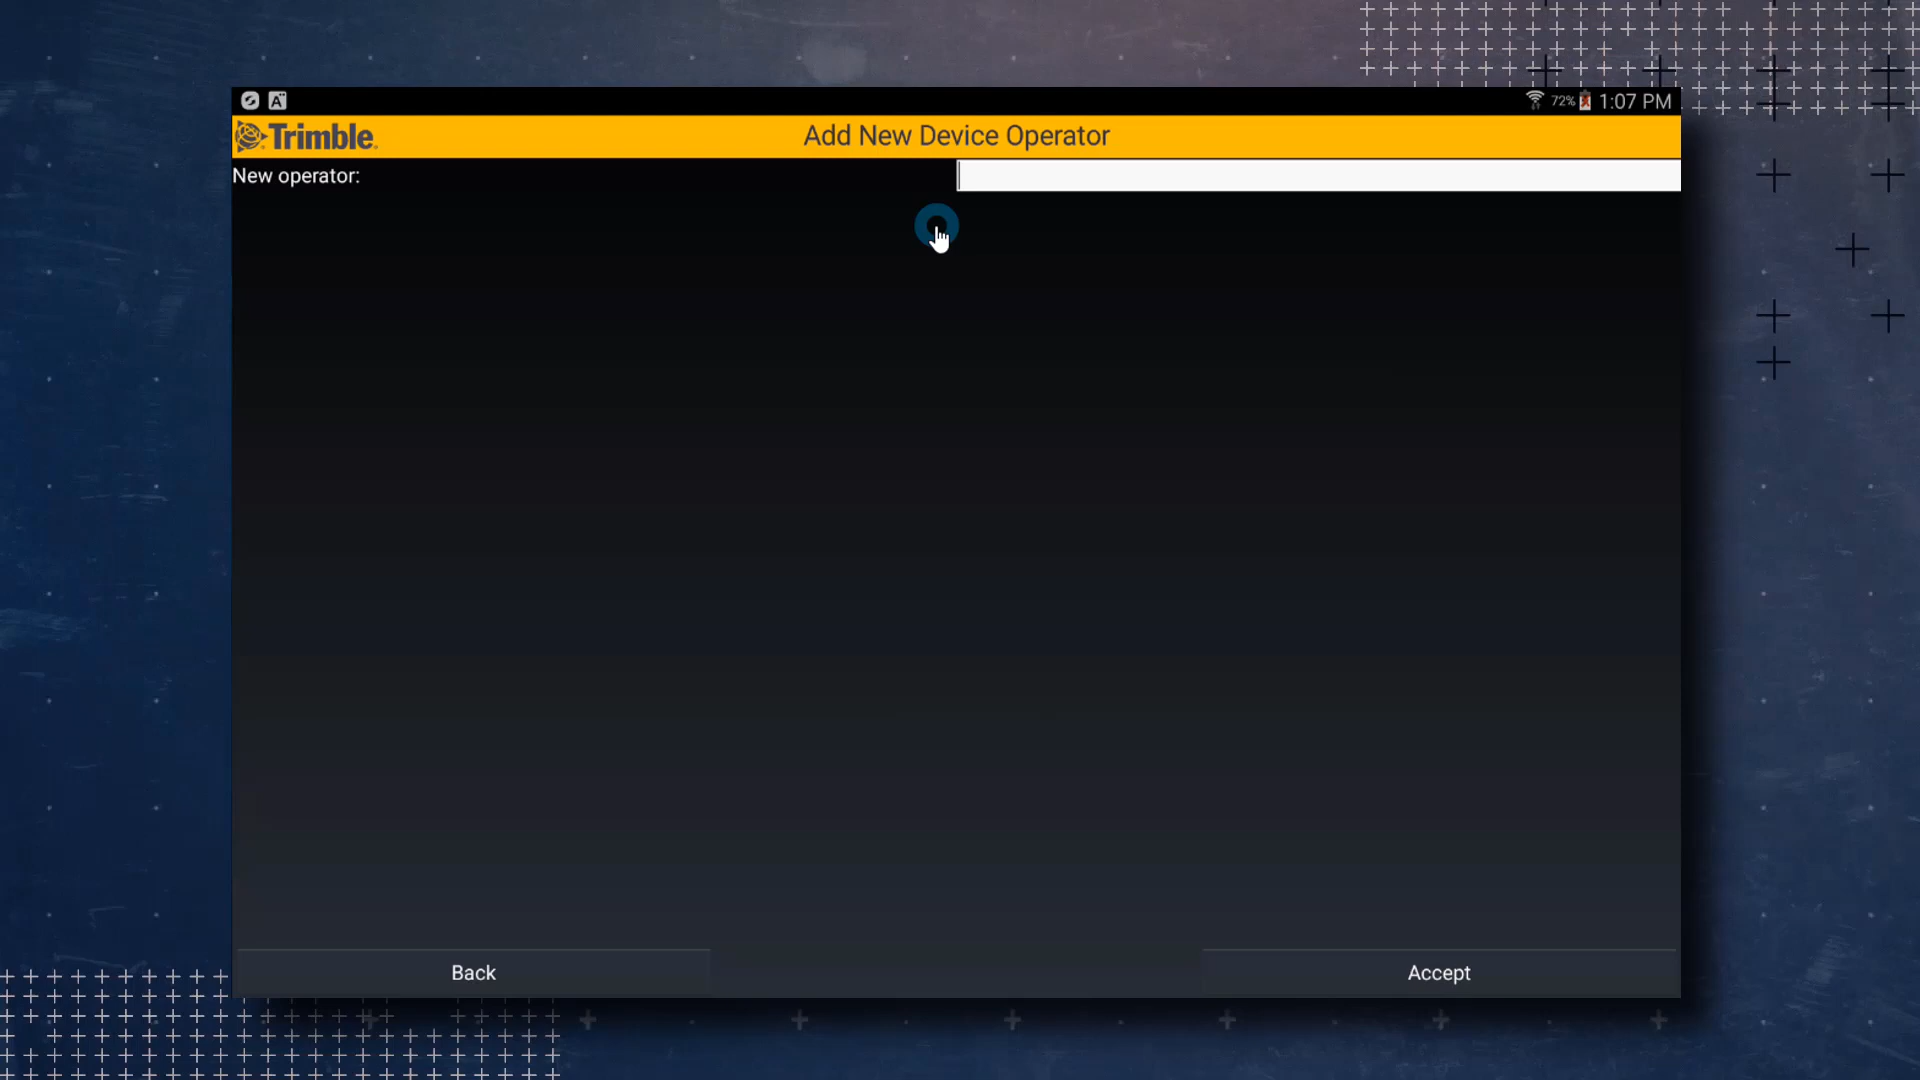 72% 1:07 PM
Trimble
Add New Device Operator
New operator:
Back
Accept